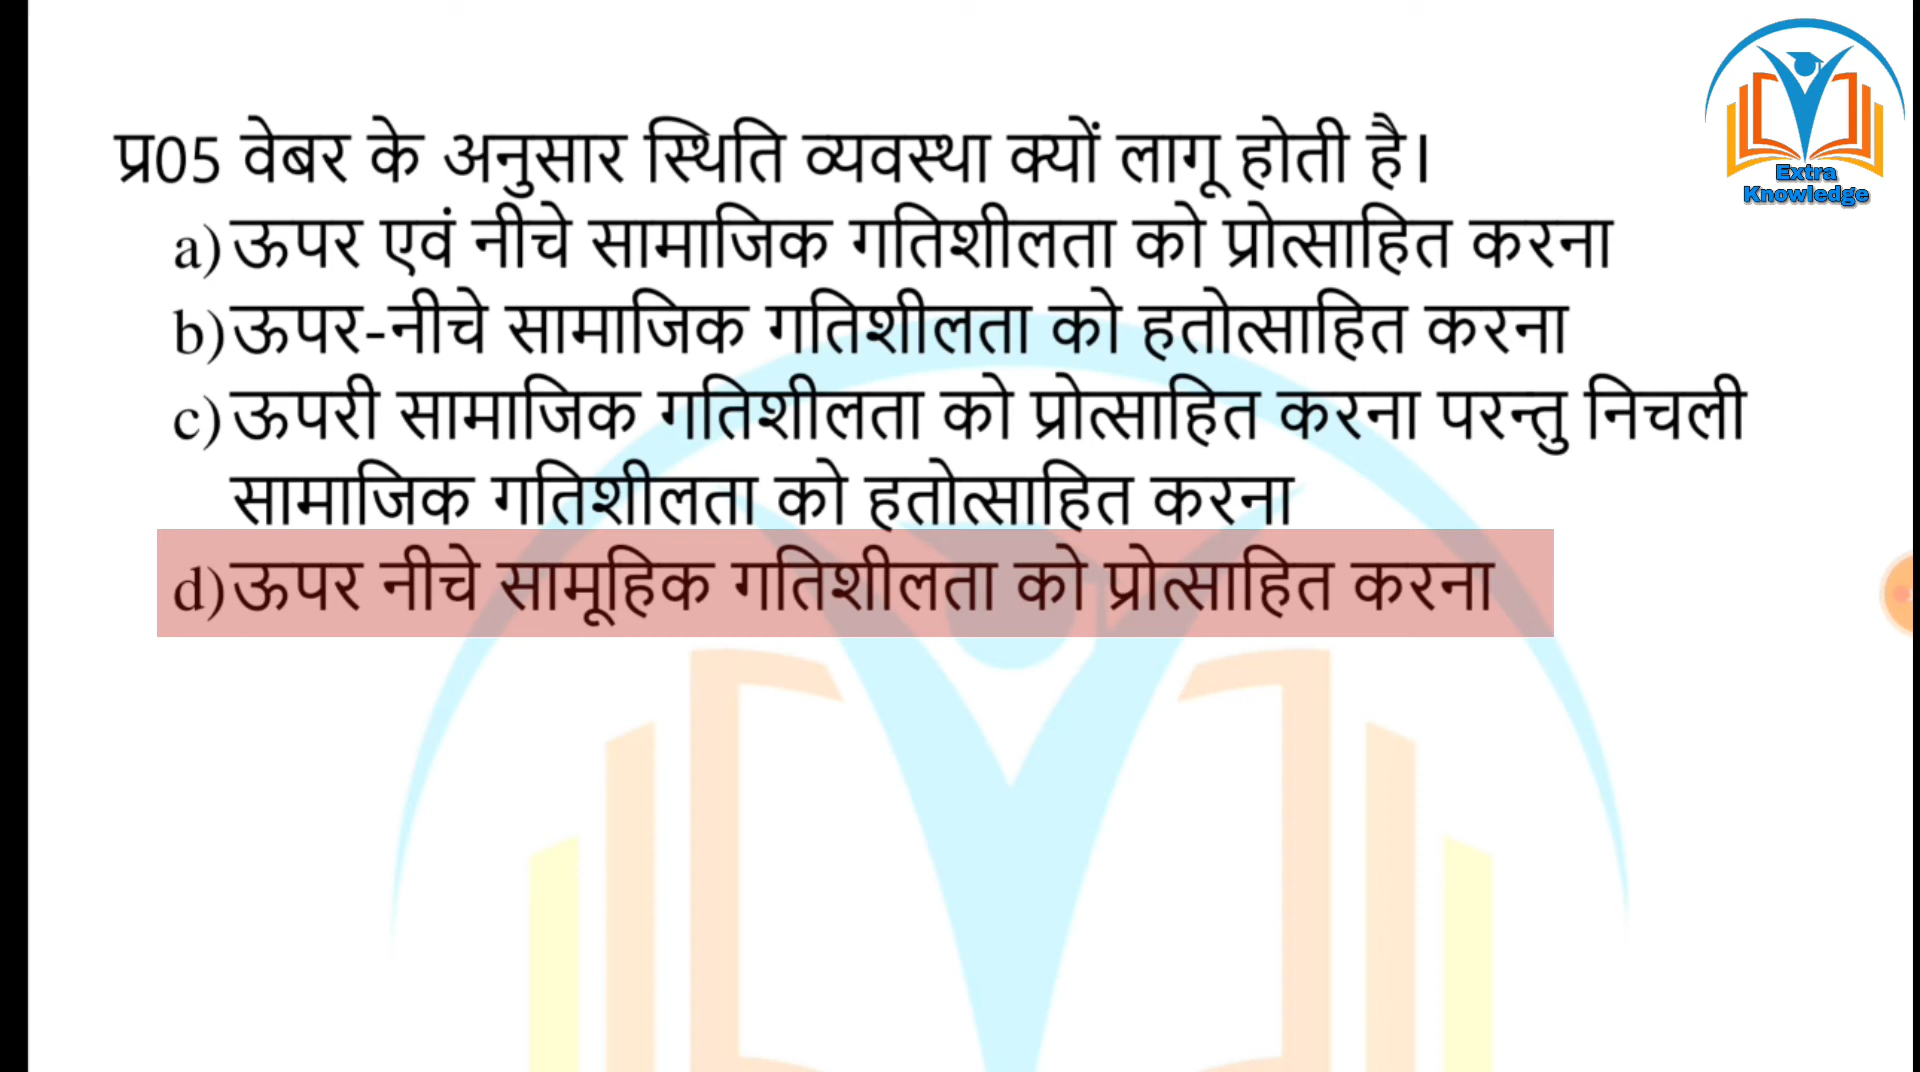 Extra
Knowledge
प्र05 वेबर के अनुसार स्थिति व्यवस्था क्यों लागू होती है।
a) ऊपर एवं नीचे सामाजिक गतिशीलता को प्रोत्साहित करना
b) ऊपर-नीचे सामाजिक गतिशीलता को हतोत्साहित करना
c) ऊपरी सामाजिक गतिशीलता को प्रोत्साहित करना परन्तु निचली
सामाजिक गतिशीलता को हतोत्साहित करना
d) ऊपर नीचे सामूहिक गतिशीलता को प्रोत्साहित करना